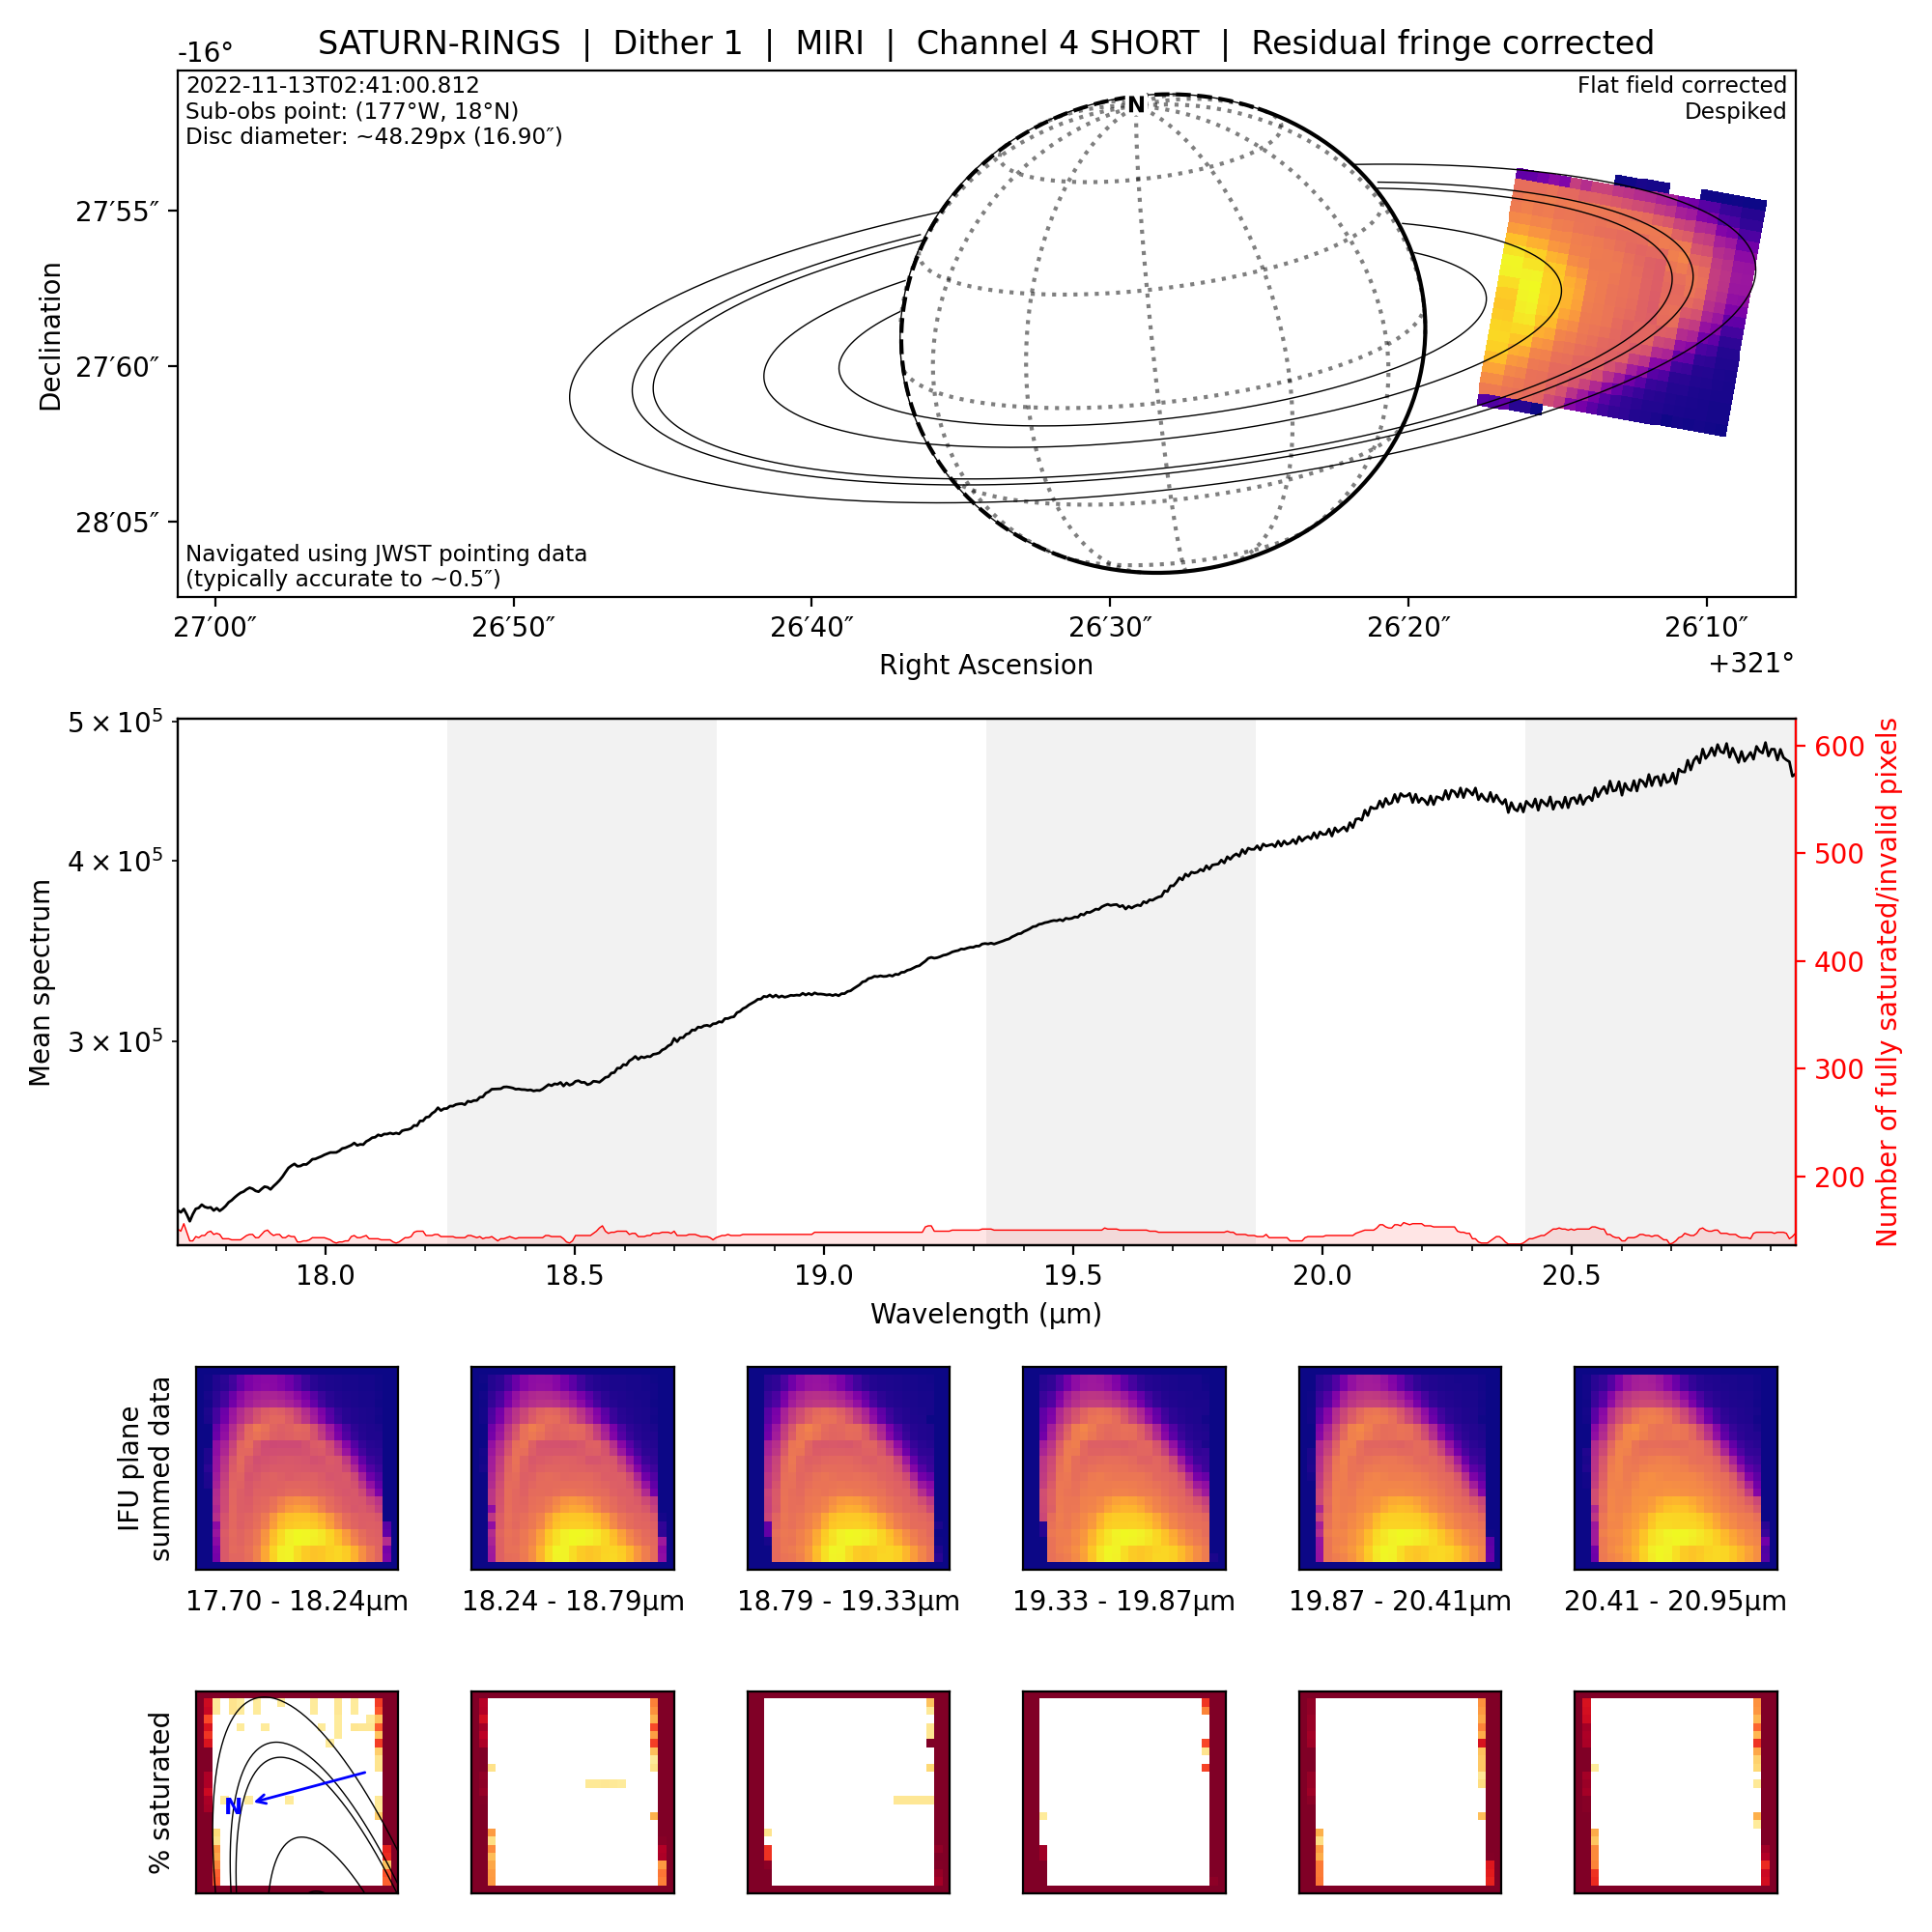 SATURN-RINGS | Dither 1 | MIRI | Channel 4 SHORT | Residual fringe corrected
-16°
2022-11-13T02:41:00.812
Sub-obs point: (177°W, 18°N)
Disc diameter: ~48.29px (16.90″)
Flat field corrected
Despiked
N
27′55″
27′60″
28′05″
Declination
Navigated using JWST pointing data
(typically accurate to ~0.5″)
27′00″ 26′50″ 26′40″ 26′30″ 26′20″ 26′10″
Right Ascension
+321°
5 × 10⁵
4 × 10⁵
3 × 10⁵
Mean spectrum
600
500
400
300
200
Number of fully saturated/invalid pixels
18.0 18.5 19.0 19.5 20.0 20.5
Wavelength (µm)
IFU plane
summed data
17.70 - 18.24µm 18.24 - 18.79µm 18.79 - 19.33µm 19.33 - 19.87µm 19.87 - 20.41µm 20.41 - 20.95µm
% saturated
N